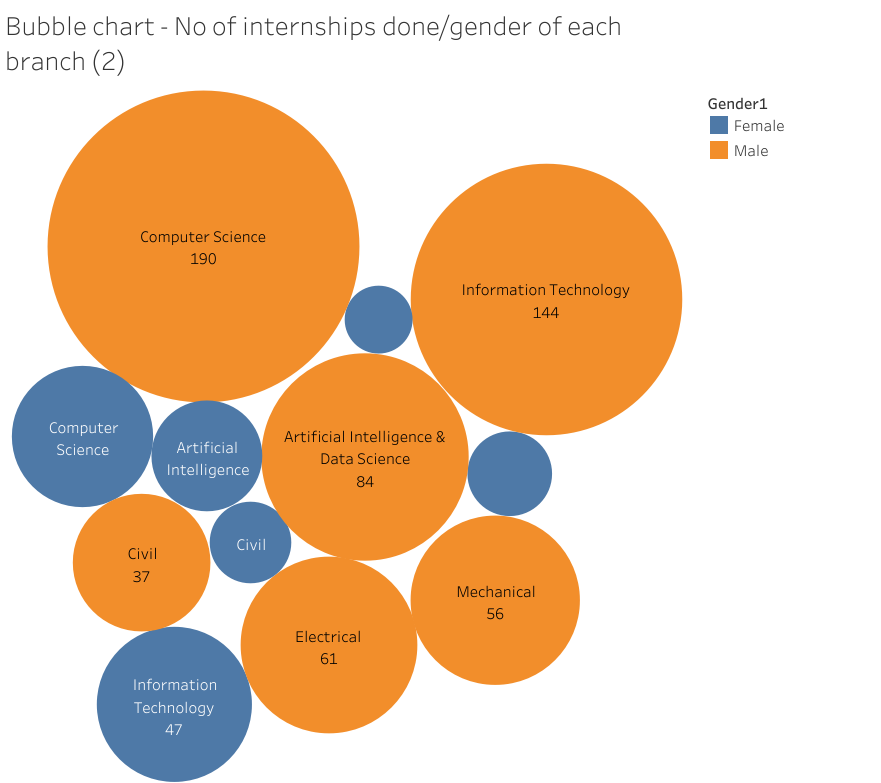 Bubble chart - No of internships done/gender of each
branch (2)
Gender1
Female
Male
Computer Science
190
Information Technology
144
Computer
Science
Artificial
Intelligence
Artificial Intelligence &
Data Science
84
Civil
Civil
37
Mechanical
56
Electrical
61
Information
Technology
47